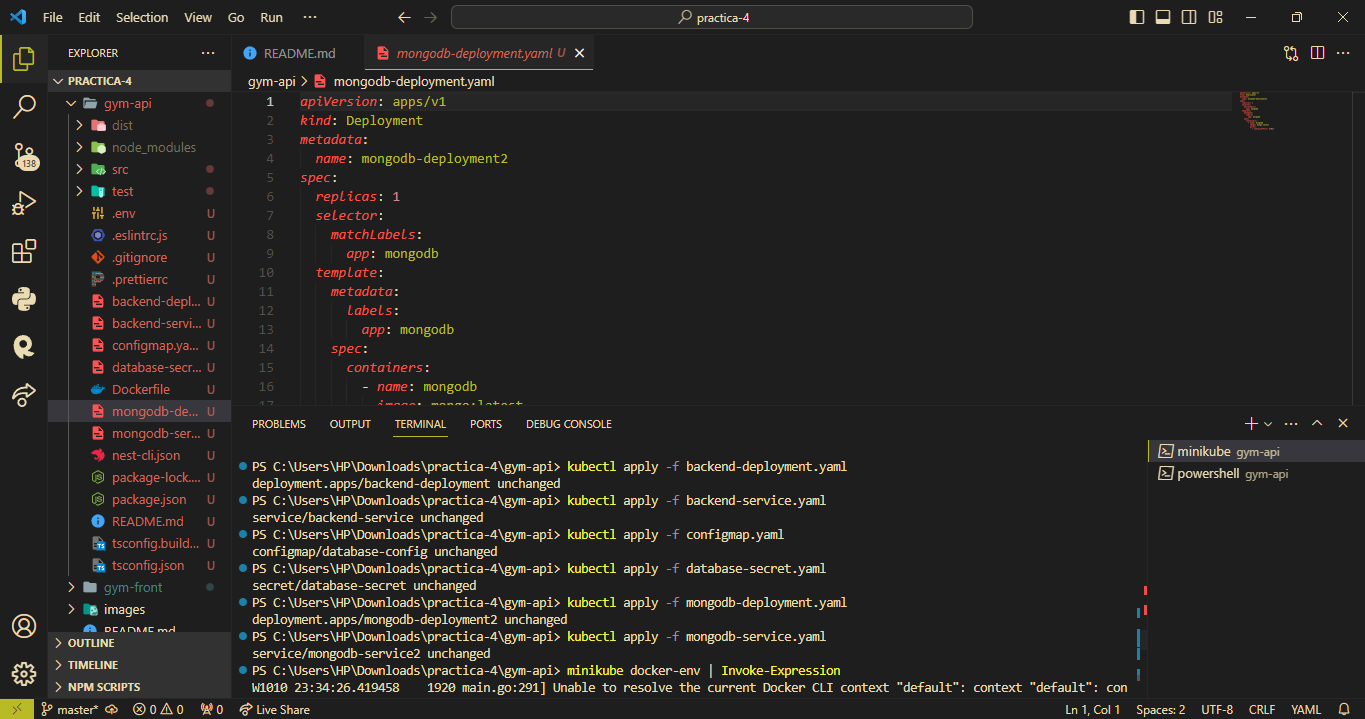 File Edit Selection View Go Run ···
practica-4
EXPLORER
PRACTICA-4
gym-api
dist
node_modules
src
test
.env U
.eslintrc.js U
.gitignore U
.prettierrc U
backend-depl... U
backend-servi... U
configmap.ya... U
database-secr... U
Dockerfile U
mongodb-de... U
mongodb-ser... U
nest-cli.json U
package-lock.... U
package.json U
README.md U
tsconfig.build... U
tsconfig.json U
gym-front
images
README.md
OUTLINE
TIMELINE
NPM SCRIPTS
138
README.md
mongodb-deployment.yaml U
gym-api > mongodb-deployment.yaml
1 apiVersion: apps/v1
2 kind: Deployment
3 metadata:
4 name: mongodb-deployment2
5 spec:
6 replicas: 1
7 selector:
8 matchLabels:
9 app: mongodb
10 template:
11 metadata:
12 labels:
13 app: mongodb
14 spec:
15 containers:
16 - name: mongodb
17 image: mongo:latest
PROBLEMS OUTPUT TERMINAL PORTS DEBUG CONSOLE
PS C:\Users\HP\Downloads\practica-4\gym-api> kubectl apply -f backend-deployment.yaml
deployment.apps/backend-deployment unchanged
PS C:\Users\HP\Downloads\practica-4\gym-api> kubectl apply -f backend-service.yaml
service/backend-service unchanged
PS C:\Users\HP\Downloads\practica-4\gym-api> kubectl apply -f configmap.yaml
configmap/database-config unchanged
PS C:\Users\HP\Downloads\practica-4\gym-api> kubectl apply -f database-secret.yaml
secret/database-secret unchanged
PS C:\Users\HP\Downloads\practica-4\gym-api> kubectl apply -f mongodb-deployment.yaml
deployment.apps/mongodb-deployment2 unchanged
PS C:\Users\HP\Downloads\practica-4\gym-api> kubectl apply -f mongodb-service.yaml
service/mongodb-service2 unchanged
PS C:\Users\HP\Downloads\practica-4\gym-api> minikube docker-env | Invoke-Expression
W1010 23:34:26.419458 1920 main.go:291] Unable to resolve the current Docker CLI context "default": context "default": con
minikube gym-api
powershell gym-api
master* 0 0 0 Live Share Ln 1, Col 1 Spaces: 2 UTF-8 CRLF YAML